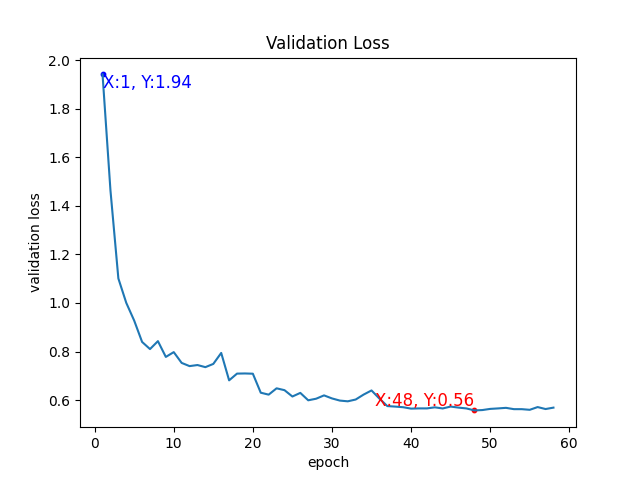 Validation Loss
2.0
1.8
1.6
1.4
1.2
1.0
0.8
0.6
validation loss
X:1, Y:1.94
X:48, Y:0.56
0 10 20 30 40 50 60
epoch